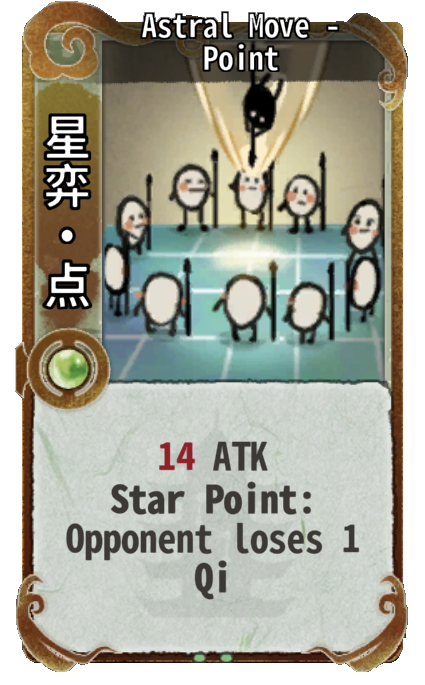 Astral Move -
Point
星弈·点
14 ATK
Star Point:
Opponent loses 1
Qi